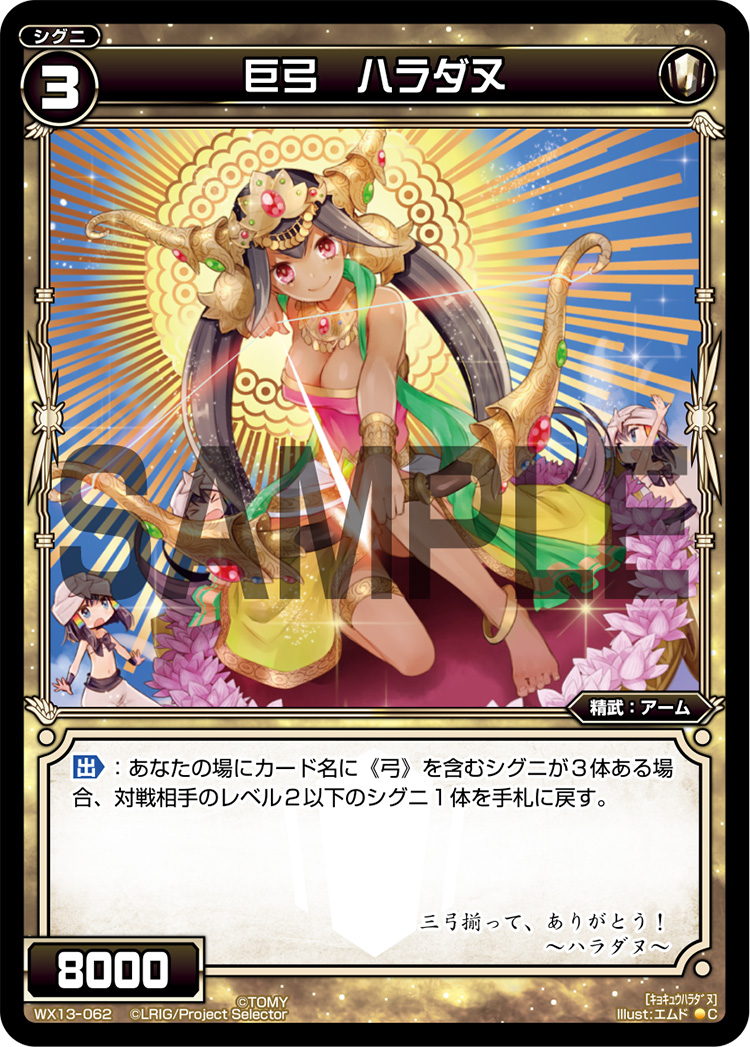 シグニ
3
巨弓 ハラダヌ
SAMPLE
精武：アーム
出：あなたの場にカード名に《弓》を含むシグニが３体ある場
合、対戦相手のレベル２以下のシグニ１体を手札に戻す。
三弓揃って、ありがとう！
～ハラダヌ～
8000
©TOMY
[ｷｮｷｭｳﾊﾗﾀﾞﾇ]
WX13-062 ©LRIG/Project Selector
Illust:エムド C